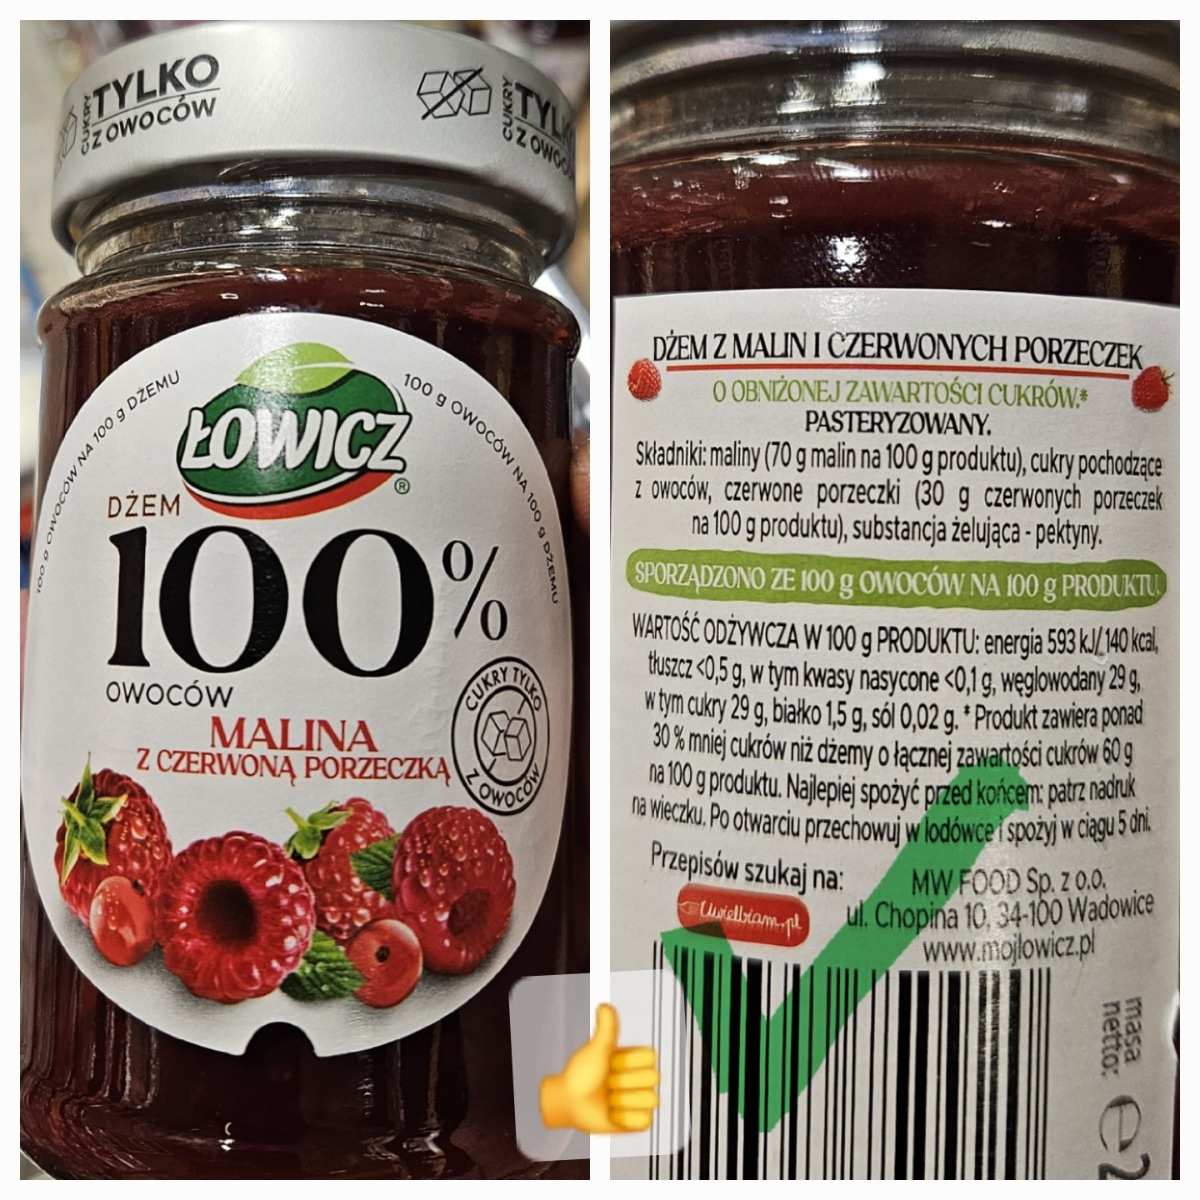 CUKRY TYLKO
Z OWOCÓW
CUKRY TYLKO
Z OWOCÓW
100 g OWOCÓW NA 100 g DŻEMU
100 g OWOCÓW NA 100 g DŻEMU
ŁOWICZ
®
DŻEM
100%
OWOCÓW
CUKRY TYLKO
Z OWOCÓW
MALINA
Z CZERWONĄ PORZECZKĄ
DŻEM Z MALIN I CZERWONYCH PORZECZEK
O OBNIŻONEJ ZAWARTOŚCI CUKRÓW.*
PASTERYZOWANY.
Składniki: maliny (70 g malin na 100 g produktu), cukry pochodzące
z owoców, czerwone porzeczki (30 g czerwonych porzeczek
na 100 g produktu), substancja żelująca - pektyny.
SPORZĄDZONO ZE 100 g OWOCÓW NA 100 g PRODUKTU.
WARTOŚĆ ODŻYWCZA W 100 g PRODUKTU: energia 593 kJ/ 140 kcal,
tłuszcz <0,5 g, w tym kwasy nasycone <0,1 g, węglowodany 29 g,
w tym cukry 29 g, białko 1,5 g, sól 0,02 g. * Produkt zawiera ponad
30 % mniej cukrów niż dżemy o łącznej zawartości cukrów 60 g
na 100 g produktu. Najlepiej spożyć przed końcem: patrz nadruk
na wieczku. Po otwarciu przechowuj w lodówce i spożyj w ciągu 5 dni.
Przepisów szukaj na:
Uwielbiam.pl
MW FOOD Sp. z o.o.
ul. Chopina 10, 34-100 Wadowice
www.mojlowicz.pl
masa
netto:
e 2